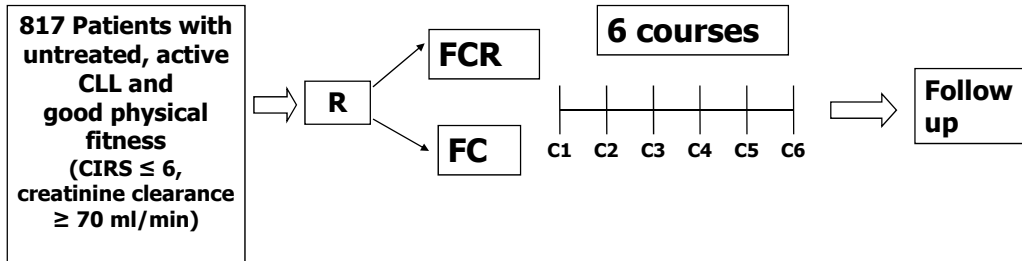 817 Patients with
untreated, active
CLL and
good physical
fitness
(CIRS ≤ 6,
creatinine clearance
≥ 70 ml/min)
R
FCR
FC
6 courses
C1 C2 C3 C4 C5 C6
Follow
up